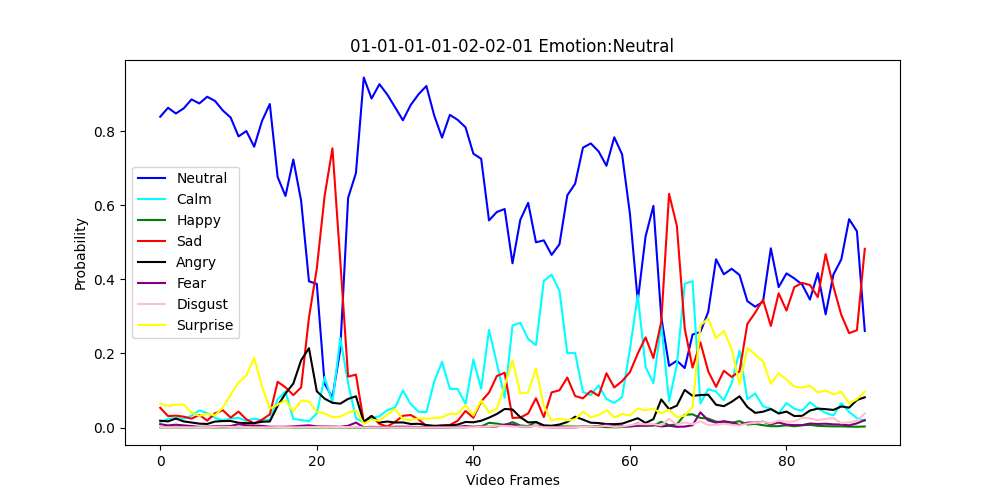 01-01-01-01-02-02-01 Emotion:Neutral
Probability
0.8
0.6
0.4
0.2
0.0
Neutral
Calm
Happy
Sad
Angry
Fear
Disgust
Surprise
0 20 40 60 80
Video Frames